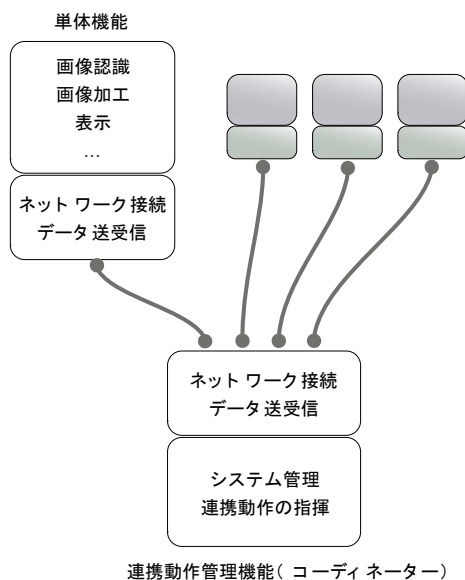 単体機能
画像認識
画像加工
表示
…
ネットワーク接続
データ送受信
ネットワーク接続
データ送受信
システム管理
連携動作の指揮
連携動作管理機能(コーディネーター)